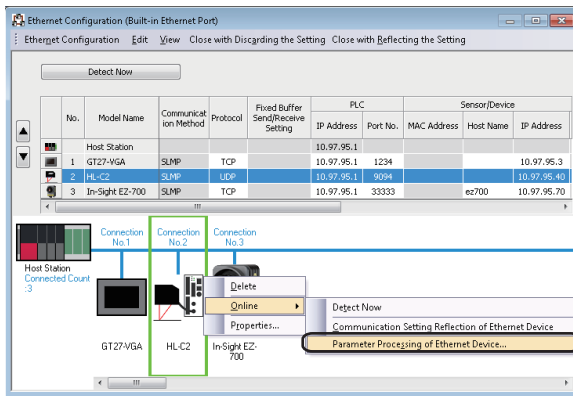 Ethernet Configuration (Built-in Ethernet Port)
Ethernet Configuration Edit View Close with Discarding the Setting Close with Reflecting the Setting
Detect Now
No. Model Name Communication Method Protocol Fixed Buffer Send/Receive Setting PLC Sensor/Device
IP Address Port No. MAC Address Host Name IP Address
Host Station 10.97.95.1
1 GT27-VGA SLMP TCP 10.97.95.1 1234 10.97.95.3
2 HL-C2 SLMP UDP 10.97.95.1 9094 10.97.95.40
3 In-Sight EZ-700 SLMP TCP 10.97.95.1 33333 ez700 10.97.95.70
Connection No.1
Connection No.2
Connection No.3
Host Station
Connected Count
:3
GT27-VGA
HL-C2
In-Sight EZ-
700
Delete
Online
Properties...
Detect Now
Communication Setting Reflection of Ethernet Device
Parameter Processing of Ethernet Device...